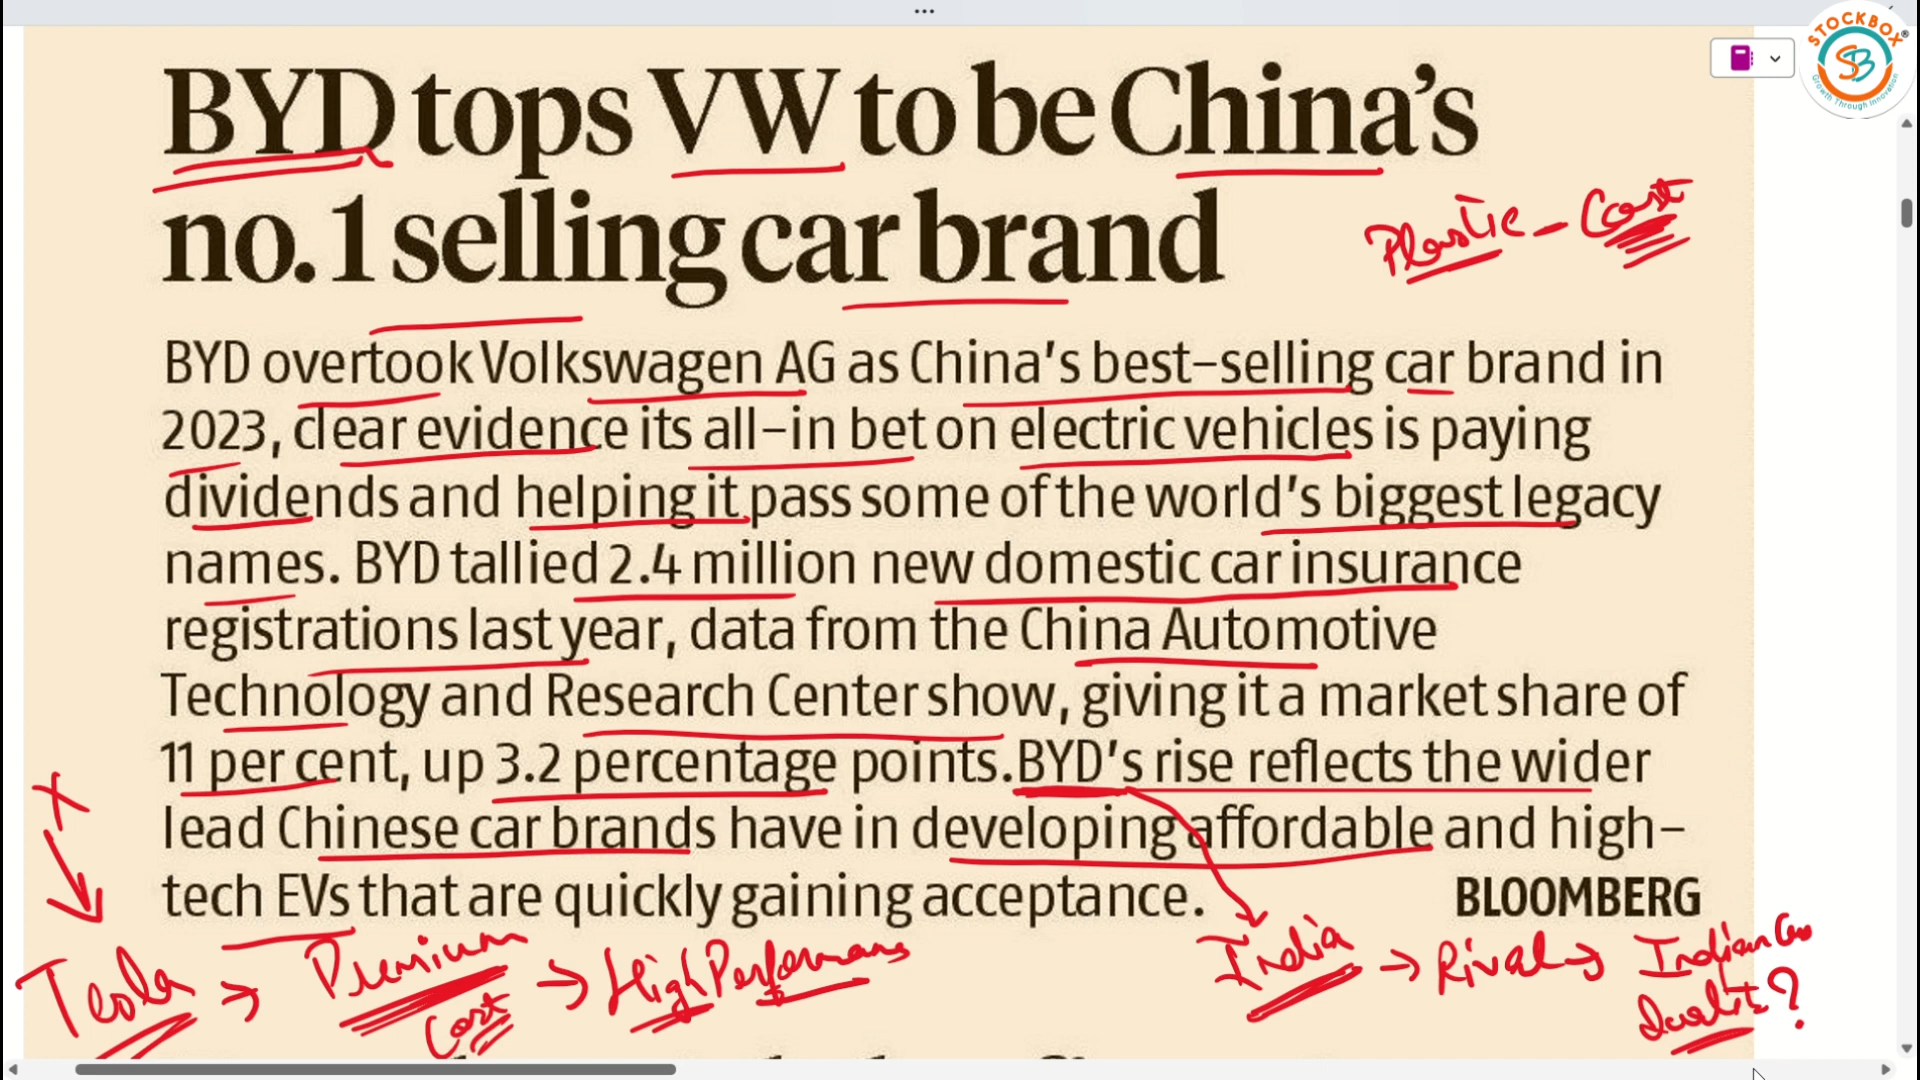 ...
STOCKBOX
Growth Through Innovation
BYD tops VW to be China's
no. 1 selling car brand
Plastic - Cost
BYD overtook Volkswagen AG as China's best-selling car brand in
2023, clear evidence its all-in bet on electric vehicles is paying
dividends and helping it pass some of the world's biggest legacy
names. BYD tallied 2.4 million new domestic car insurance
registrations last year, data from the China Automotive
Technology and Research Center show, giving it a market share of
11 per cent, up 3.2 percentage points. BYD's rise reflects the wider
lead Chinese car brands have in developing affordable and high-
tech EVs that are quickly gaining acceptance. BLOOMBERG
Tesla → Premium → High Performans
Cost
India → Rival → Indian